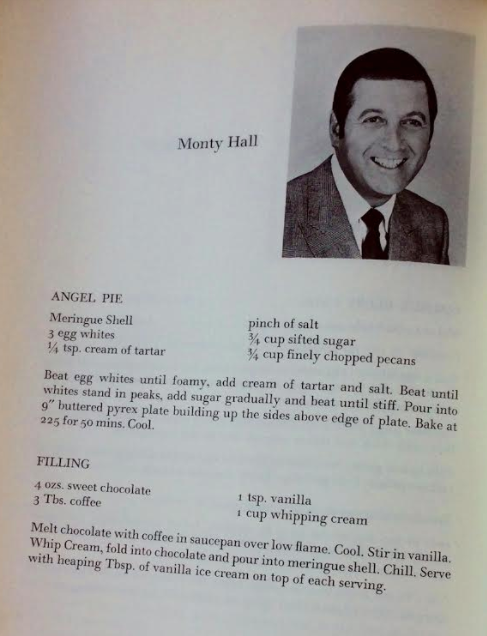 Monty Hall
ANGEL PIE
Meringue Shell
3 egg whites
¼ tsp. cream of tartar
pinch of salt
¾ cup sifted sugar
¾ cup finely chopped pecans
Beat egg whites until foamy, add cream of tartar and salt. Beat until
whites stand in peaks, add sugar gradually and beat until stiff. Pour into
9" buttered pyrex plate building up the sides above edge of plate. Bake at
225 for 50 mins. Cool.
FILLING
4 ozs. sweet chocolate
3 Tbs. coffee
1 tsp. vanilla
1 cup whipping cream
Melt chocolate with coffee in saucepan over low flame. Cool. Stir in vanilla.
Whip Cream, fold into chocolate and pour into meringue shell. Chill. Serve
with heaping Tbsp. of vanilla ice cream on top of each serving.